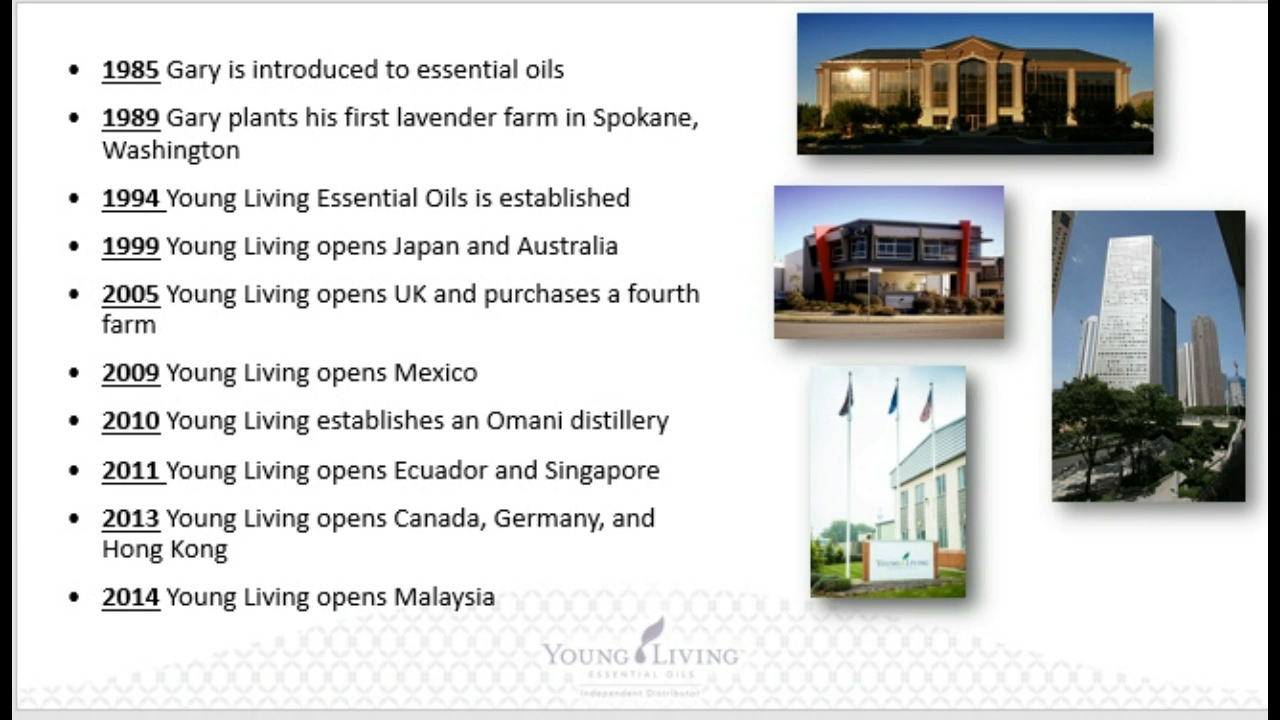 • 1985 Gary is introduced to essential oils
• 1989 Gary plants his first lavender farm in Spokane,
Washington
• 1994 Young Living Essential Oils is established
• 1999 Young Living opens Japan and Australia
• 2005 Young Living opens UK and purchases a fourth
farm
• 2009 Young Living opens Mexico
• 2010 Young Living establishes an Omani distillery
• 2011 Young Living opens Ecuador and Singapore
• 2013 Young Living opens Canada, Germany, and
Hong Kong
• 2014 Young Living opens Malaysia
YOUNG LIVING
YOUNG LIVING
ESSENTIAL OILS
Independent Distributor